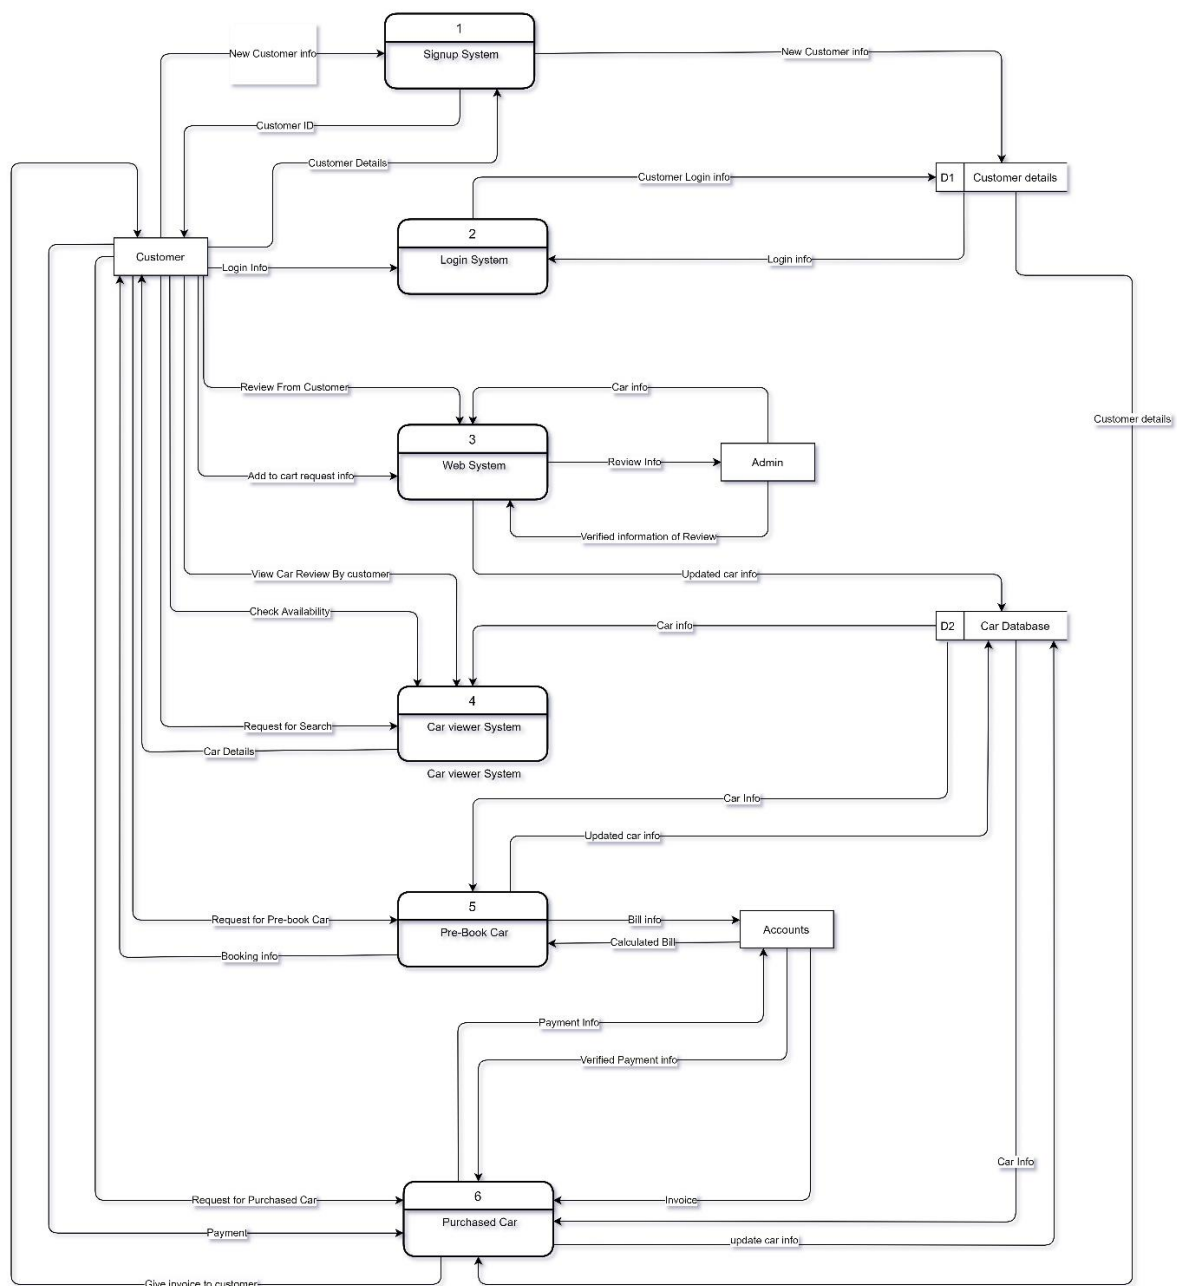 1
Signup System
New Customer info
New Customer info
Customer ID
Customer Details
Customer Login info
D1
Customer details
2
Login System
Customer
Login Info
Login info
Review From Customer
Car info
Customer details
3
Web System
Review Info
Admin
Add to cart request info
Verified information of Review
View Car Review By customer
Updated car info
Check Availability
Car info
D2
Car Database
4
Car viewer System
Request for Search
Car Details
Car viewer System
Car Info
Updated car info
5
Pre-Book Car
Request for Pre-book Car
Bill info
Accounts
Calculated Bill
Booking info
Payment Info
Verified Payment info
Car Info
6
Purchased Car
Request for Purchased Car
Invoice
Payment
update car info
Give invoice to customer